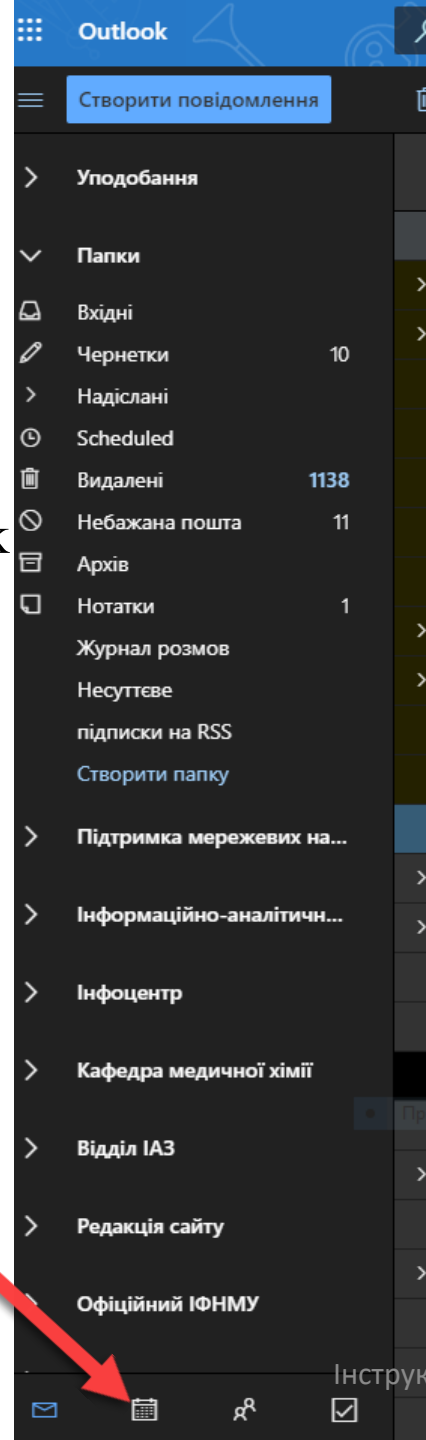 Outlook
Створити повідомлення
Уподобання
Папки
Вхідні
Чернетки 10
Надіслані
Scheduled
Видалені 1138
Небажана пошта 11
Архів
Нотатки 1
Журнал розмов
Несуттєве
підписки на RSS
Створити папку
Підтримка мережевих на...
Інформаційно-аналітичн...
Інфоцентр
Кафедра медичної хімії
Відділ ІАЗ
Редакція сайту
Офіційний ІФНМУ